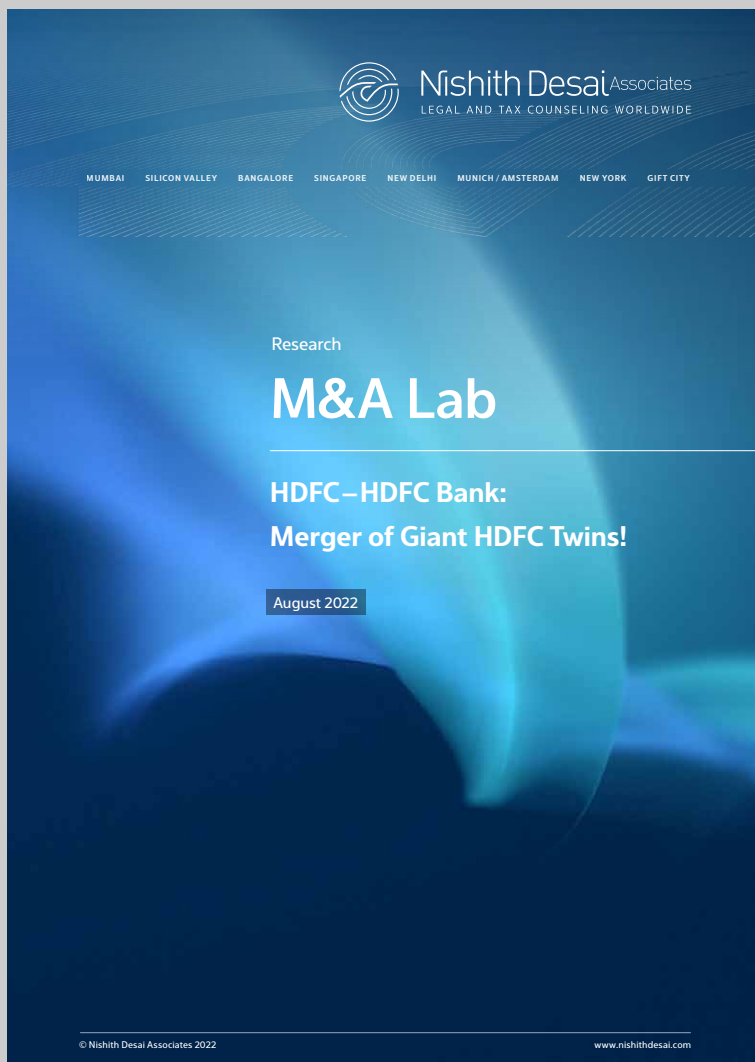 Nishith Desai Associates
LEGAL AND TAX COUNSELING WORLDWIDE
MUMBAI SILICON VALLEY BANGALORE SINGAPORE NEW DELHI MUNICH / AMSTERDAM NEW YORK GIFT CITY
Research
M&A Lab
HDFC–HDFC Bank:
Merger of Giant HDFC Twins!
August 2022
© Nishith Desai Associates 2022 www.nishithdesai.com